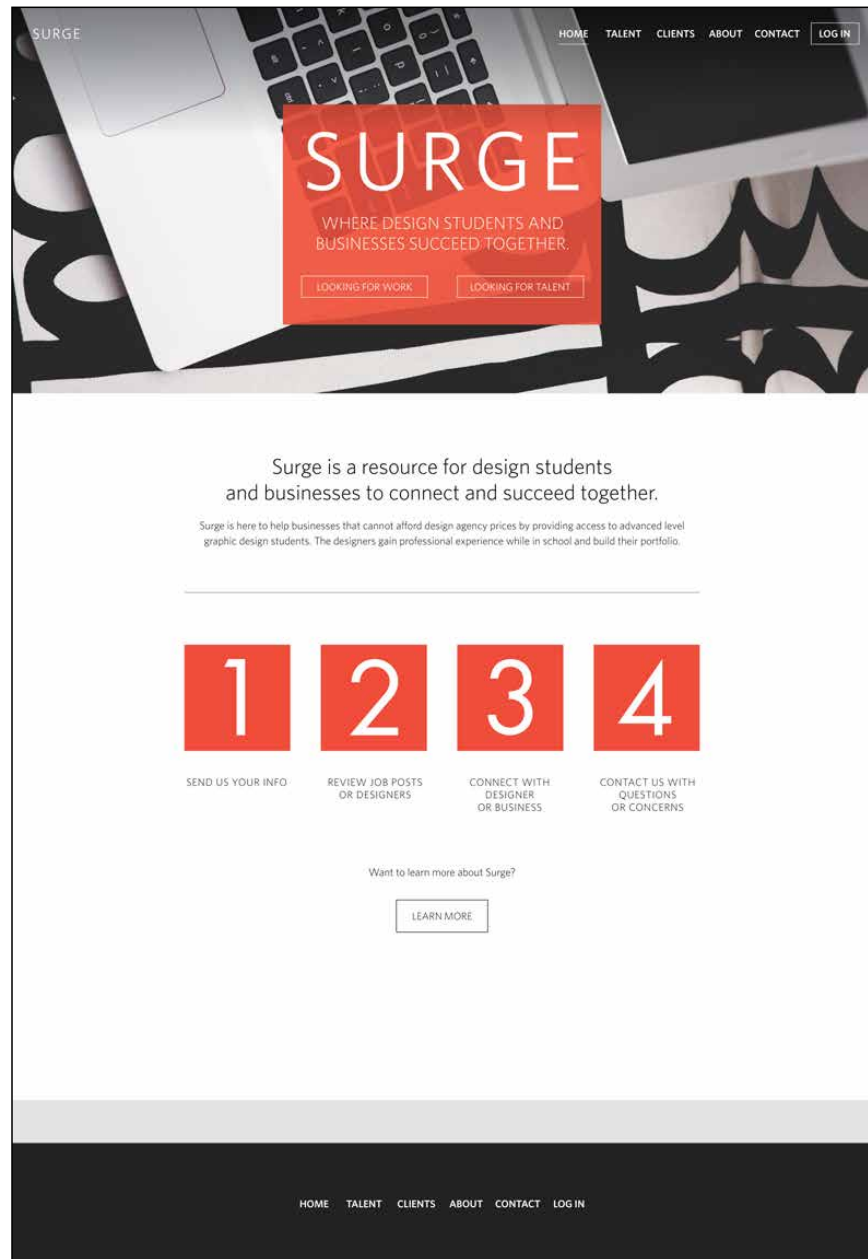 SURGE
HOME TALENT CLIENTS ABOUT CONTACT LOG IN
SURGE
WHERE DESIGN STUDENTS AND
BUSINESSES SUCCEED TOGETHER.
LOOKING FOR WORK LOOKING FOR TALENT
Surge is a resource for design students
and businesses to connect and succeed together.
Surge is here to help businesses that cannot afford design agency prices by providing access to advanced level
graphic design students. The designers gain professional experience while in school and build their portfolio.
1 2 3 4
SEND US YOUR INFO
REVIEW JOB POSTS
OR DESIGNERS
CONNECT WITH
DESIGNER
OR BUSINESS
CONTACT US WITH
QUESTIONS
OR CONCERNS
Want to learn more about Surge?
LEARN MORE
HOME TALENT CLIENTS ABOUT CONTACT LOG IN